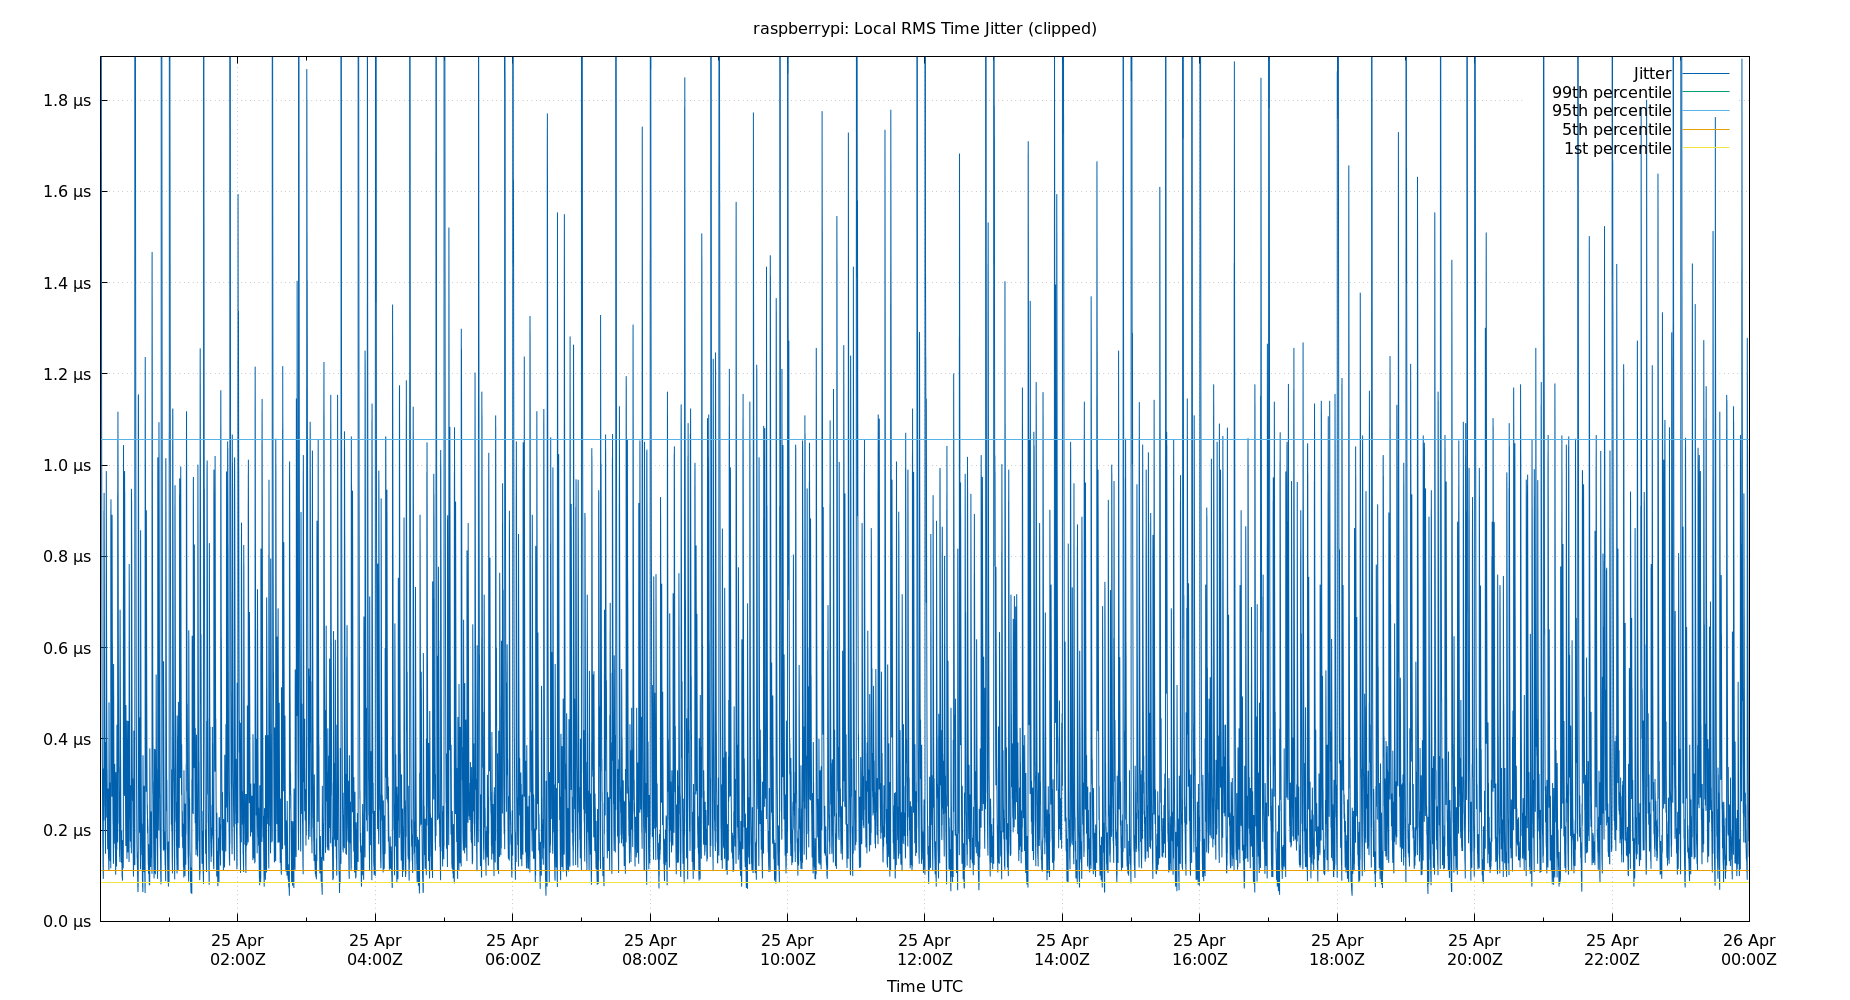 raspberrypi: Local RMS Time Jitter (clipped)
Jitter
99th percentile
95th percentile
5th percentile
1st percentile
1.8 µs
1.6 µs
1.4 µs
1.2 µs
1.0 µs
0.8 µs
0.6 µs
0.4 µs
0.2 µs
0.0 µs
25 Apr 25 Apr 25 Apr 25 Apr 25 Apr 25 Apr 25 Apr 25 Apr 25 Apr 25 Apr 25 Apr 26 Apr
02:00Z 04:00Z 06:00Z 08:00Z 10:00Z 12:00Z 14:00Z 16:00Z 18:00Z 20:00Z 22:00Z 00:00Z
Time UTC